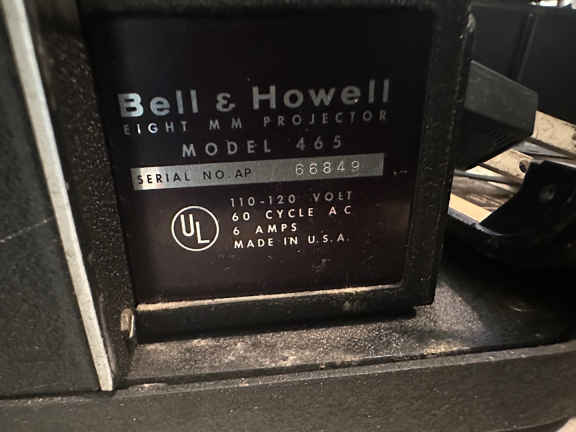 Bell & Howell
EIGHT MM PROJECTOR
MODEL 465
SERIAL NO. AP 66849
UL
110-120 VOLT
60 CYCLE AC
6 AMPS
MADE IN U.S.A.